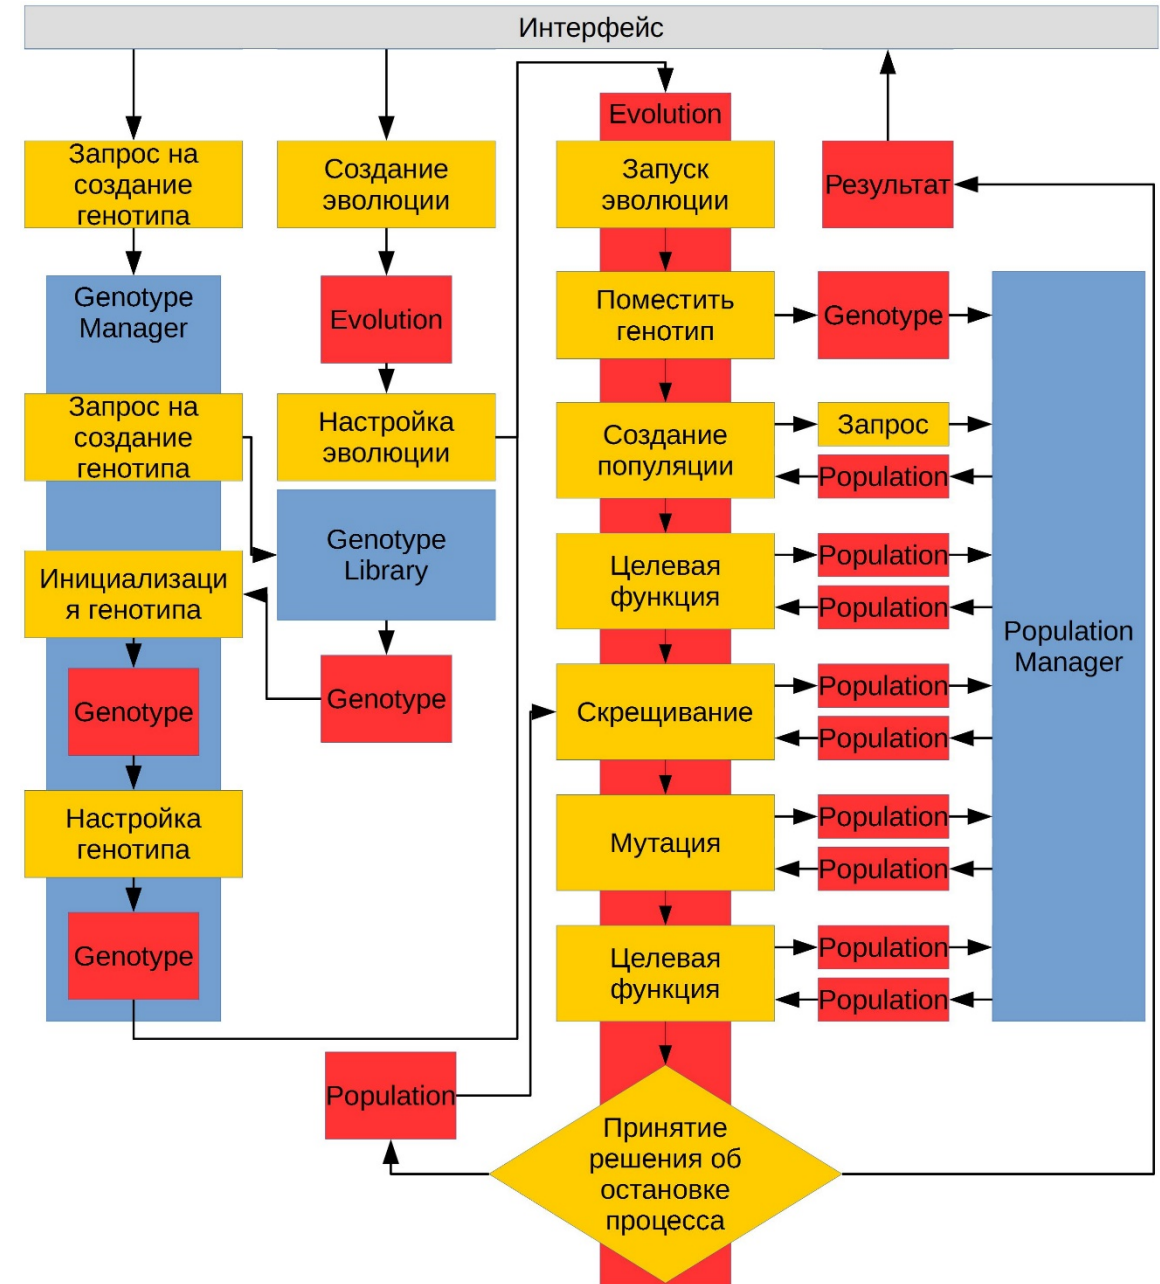 Интерфейс
Запрос на
создание
генотипа
Genotype
Manager
Запрос на
создание
генотипа
Инициализаци
я генотипа
Genotype
Настройка
генотипа
Genotype
Создание
эволюции
Evolution
Настройка
эволюции
Genotype
Library
Genotype
Population
Evolution
Запуск
эволюции
Поместить
генотип
Создание
популяции
Целевая
функция
Скрещивание
Мутация
Целевая
функция
Принятие
решения об
остановке
процесса
Результат
Genotype
Запрос
Population
Population
Population
Population
Population
Population
Population
Population
Population
Population
Manager